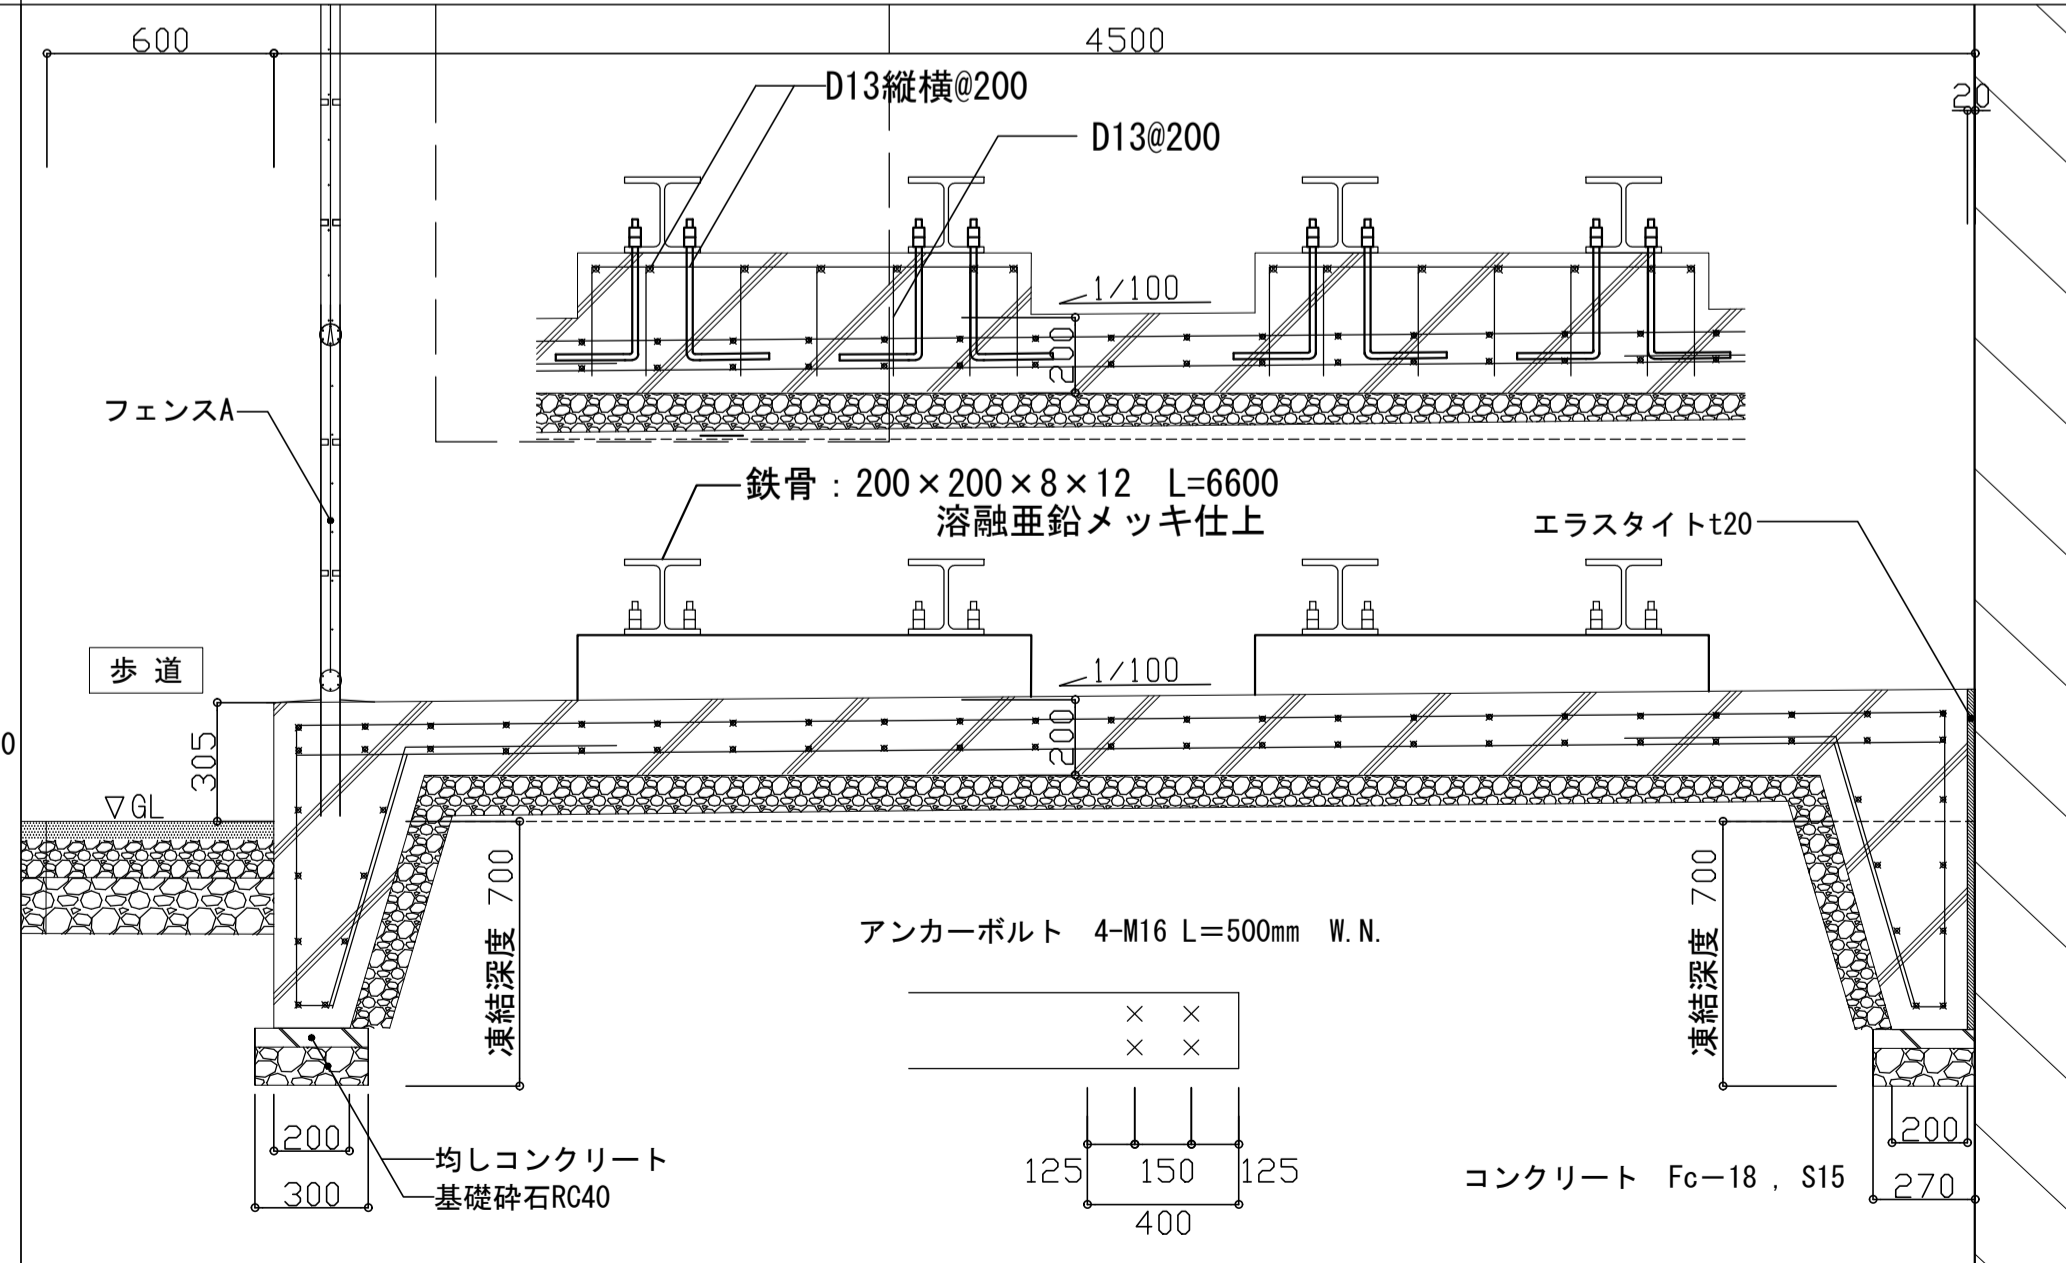 600
4500
D13縦横@200
20
D13@200
1/100
200
フェンスA
鉄骨：200×200×8×12　L=6600
溶融亜鉛メッキ仕上
エラスタイトt20
歩 道
1/100
200
0
305
▽GL
凍結深度 700
凍結深度 700
アンカーボルト　4-M16 L=500mm　W.N.
200
均しコンクリート
300
基礎砕石RC40
125
150
125
400
コンクリート　Fc-18 , S15
200
270